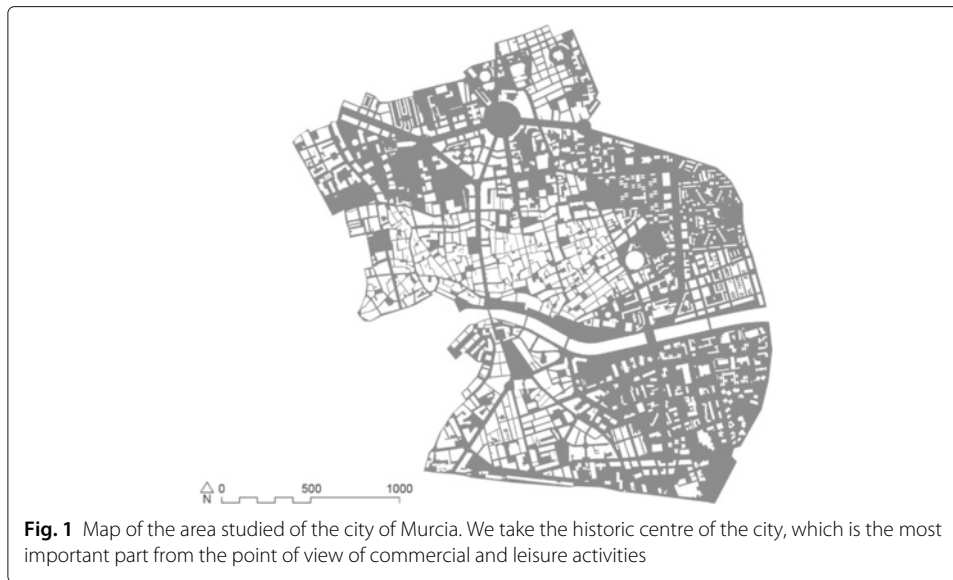 N
0 500 1000
Fig. 1 Map of the area studied of the city of Murcia. We take the historic centre of the city, which is the most
important part from the point of view of commercial and leisure activities